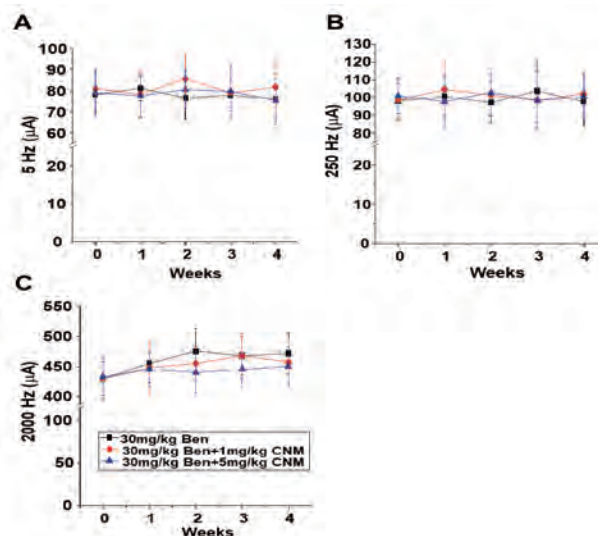 A
5 Hz (μA)
100
90
80
70
60
20
10
0
0 1 2 3 4
Weeks
B
250 Hz (μA)
130
120
110
100
90
80
20
10
0
0 1 2 3 4
Weeks
C
2000 Hz (μA)
550
500
450
400
100
50
0
30mg/kg Ben
30mg/kg Ben+1mg/kg CNM
30mg/kg Ben+5mg/kg CNM
0 1 2 3 4
Weeks